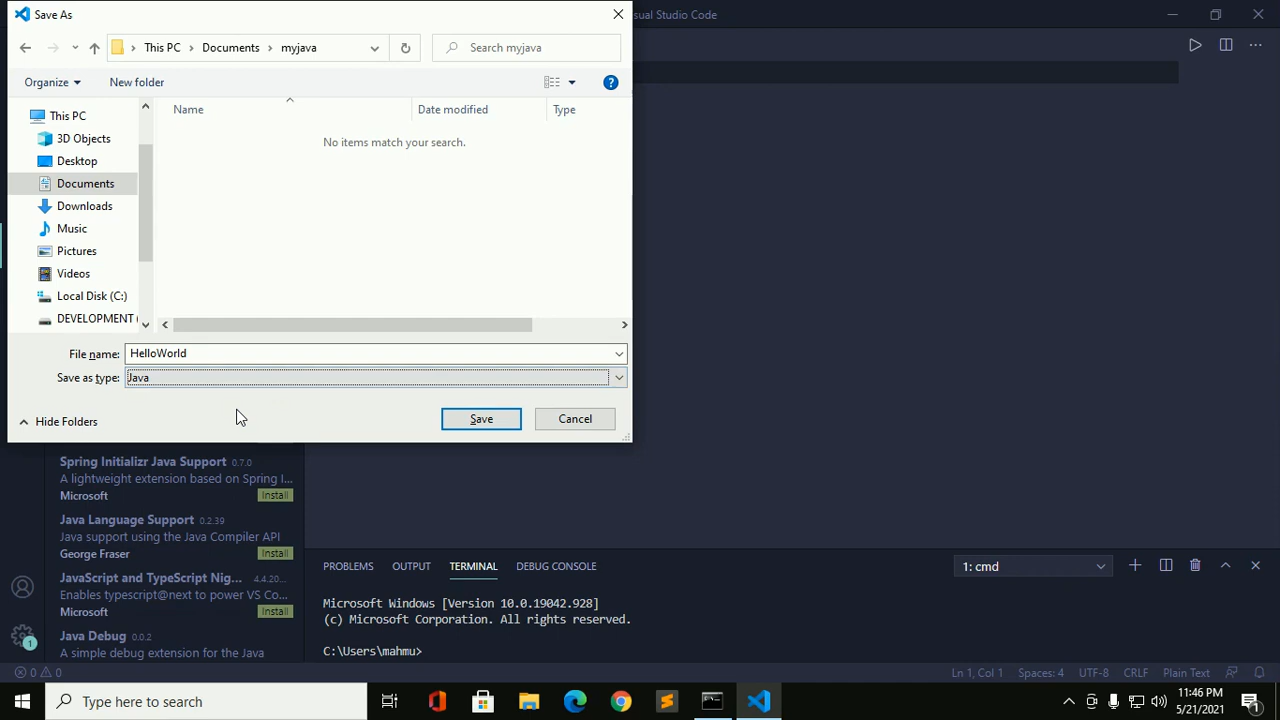 Save As
sual Studio Code
This PC
Documents
myjava
Search myjava
Organize
New folder
Name
Date modified
Type
No items match your search.
This PC
3D Objects
Desktop
Documents
Downloads
Music
Pictures
Videos
Local Disk (C:)
DEVELOPMENT (
File name:
HelloWorld
Save as type:
Java
Hide Folders
Save
Cancel
Spring Initializr Java Support 0.7.0
A lightweight extension based on Spring I...
Microsoft
Install
Java Language Support 0.2.39
Java support using the Java Compiler API
George Fraser
Install
JavaScript and TypeScript Nig... 4.4.20...
Enables typescript@next to power VS Co...
Microsoft
Install
Java Debug 0.0.2
A simple debug extension for the Java
1
PROBLEMS
OUTPUT
TERMINAL
DEBUG CONSOLE
1: cmd
Microsoft Windows [Version 10.0.19042.928]
(c) Microsoft Corporation. All rights reserved.
C:\Users\mahmu>
0
0
Ln 1, Col 1
Spaces: 4
UTF-8
CRLF
Plain Text
Type here to search
11:46 PM
5/21/2021
1